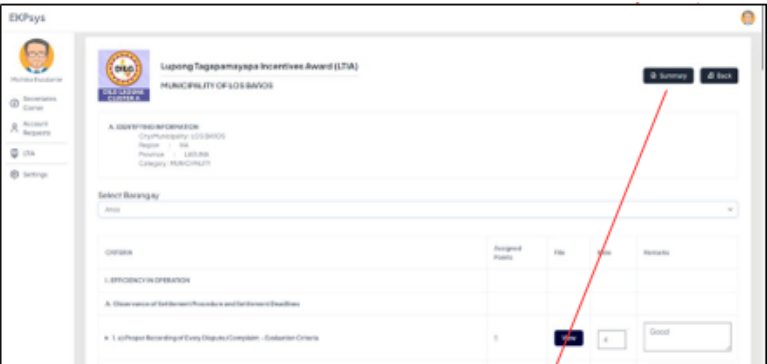 EKPsys
Lupong Tagapamayapa Incentives Award (LTIA)
MUNICIPALITY OF LOS BAÑOS
Summary
Back
DILG LAGUNA
CLUSTER A
Secretaries
Corner
Account
Requests
LTIA
Settings
A. IDENTIFYING INFORMATION
City/Municipality: LOS BAÑOS
Region :
Province : LAGUNA
Category: MUNICIPALITY
Select Barangay
CRITERIA
Assigned
Points
File
Rate
Remarks
I. EFFICIENCY IN OPERATION
A. Observance of Settlement Procedure and Settlement Deadlines
1. a) Proper Recording of Every Dispute/Complaint - Evaluation Criteria
View
Good